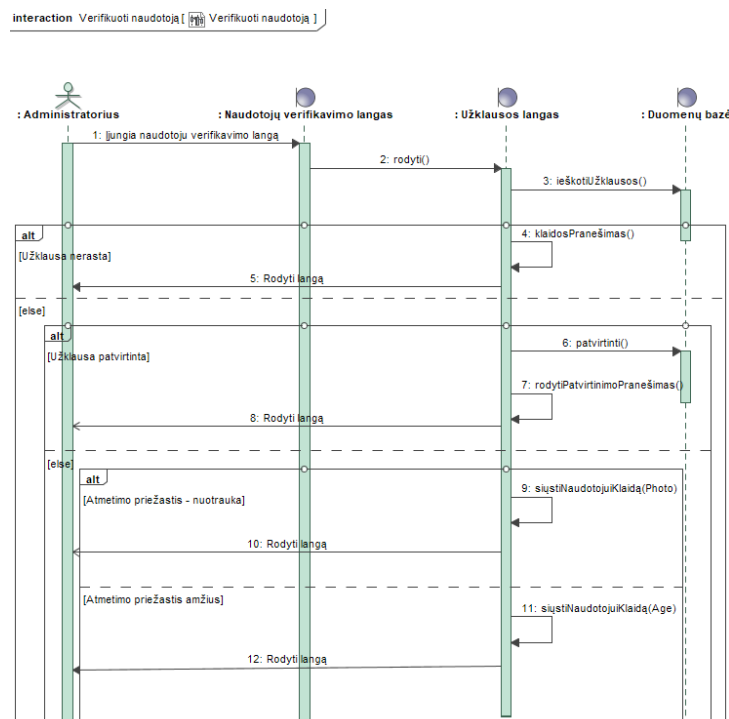 interaction Verifikuoti naudotoją [ Verifikuoti naudotoją ]
: Administratorius
: Naudotojų verifikavimo langas
: Užklausos langas
: Duomenų bazė
1: Įjungia naudotoju verifikavimo langą
2: rodyti()
3: ieškotiUžklausos()
alt
4: klaidosPranešimas()
[Užklausa nerasta]
5: Rodyti langą
[else]
alt
6: patvirtinti()
[Užklausa patvirtinta]
7: rodytiPatvirtinimoPranešimas()
8: Rodyti langą
[else]
alt
9: siųstiNaudotojuiKlaidą(Photo)
[Atmetimo priežastis - nuotrauka]
10: Rodyti langą
[Atmetimo priežastis amžius]
11: siųstiNaudotojuiKlaidą(Age)
12: Rodyti langą